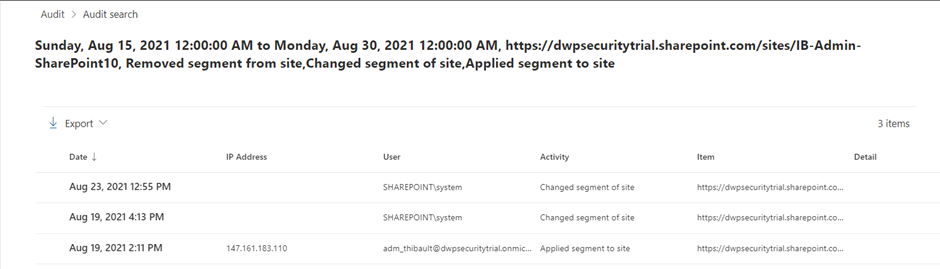 Audit > Audit search
Sunday, Aug 15, 2021 12:00:00 AM to Monday, Aug 30, 2021 12:00:00 AM, https://dwpsecuritytrial.sharepoint.com/sites/IB-Admin-
SharePoint10, Removed segment from site,Changed segment of site,Applied segment to site
Export 3 items
Date ↓ IP Address User Activity Item Detail
Aug 23, 2021 12:55 PM SHAREPOINT\system Changed segment of site https://dwpsecuritytrial.sharepoint.co...
Aug 19, 2021 4:13 PM SHAREPOINT\system Changed segment of site https://dwpsecuritytrial.sharepoint.co...
Aug 19, 2021 2:11 PM 147.161.183.110 adm_thibault@dwpsecuritytrial.onmic... Applied segment to site https://dwpsecuritytrial.sharepoint.co...